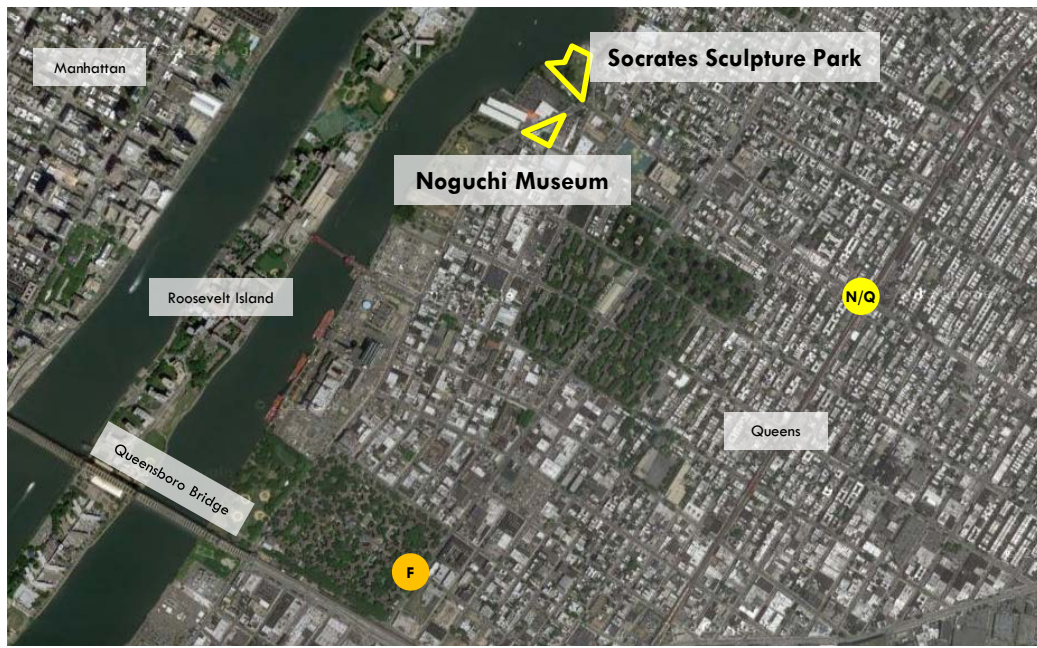 Socrates Sculpture Park
Manhattan
Noguchi Museum
Roosevelt Island
N/Q
Queens
Queensboro Bridge
F